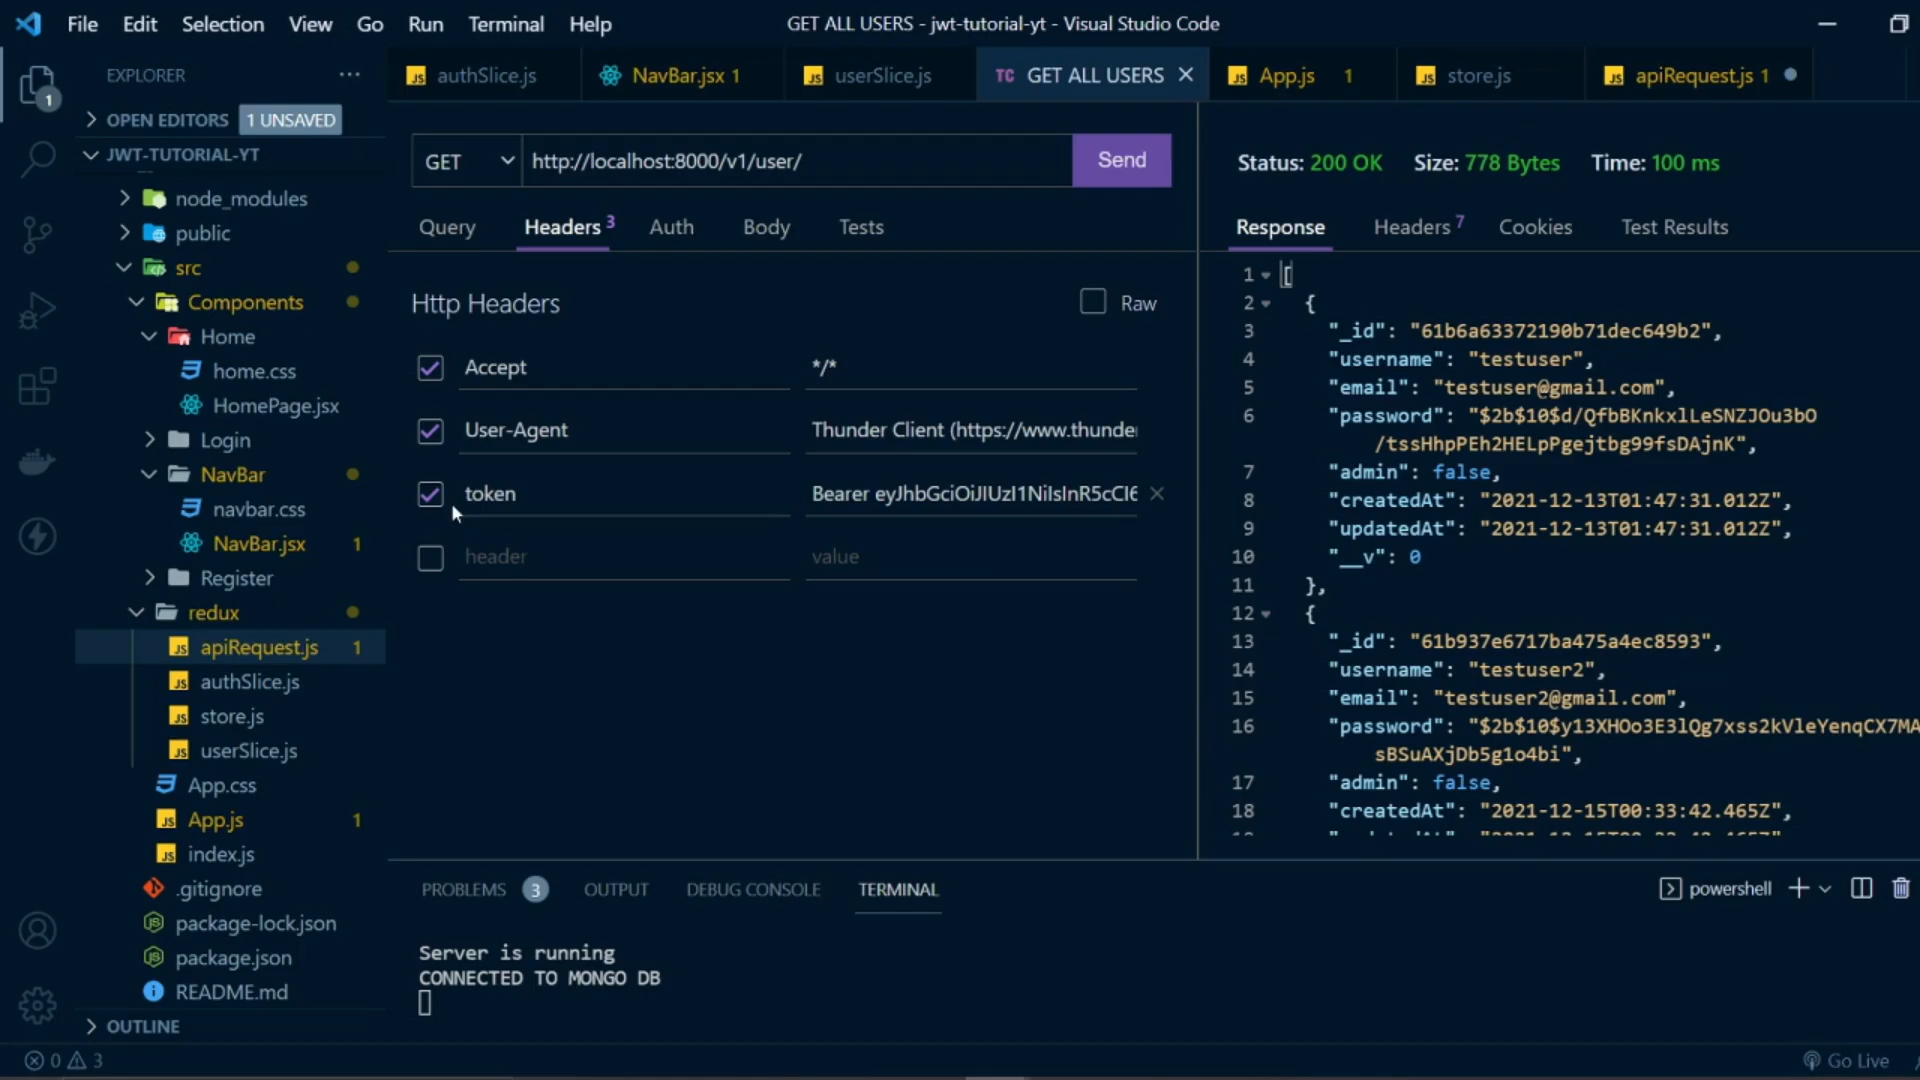 File Edit Selection View Go Run Terminal Help
GET ALL USERS - jwt-tutorial-yt - Visual Studio Code
EXPLORER
authSlice.js
NavBar.jsx 1
userSlice.js
TC GET ALL USERS
App.js 1
store.js
apiRequest.js 1
1
OPEN EDITORS 1 UNSAVED
JWT-TUTORIAL-YT
node_modules
public
src
Components
Home
home.css
HomePage.jsx
Login
NavBar
navbar.css
NavBar.jsx 1
Register
redux
apiRequest.js 1
authSlice.js
store.js
userSlice.js
App.css
App.js 1
index.js
.gitignore
package-lock.json
package.json
README.md
OUTLINE
GET http://localhost:8000/v1/user/ Send
Query Headers 3 Auth Body Tests
Http Headers Raw
Accept */*
User-Agent Thunder Client (https://www.thunder
token Bearer eyJhbGciOiJIUzI1NiIsInR5cCI6
header value
Status: 200 OK Size: 778 Bytes Time: 100 ms
Response Headers 7 Cookies Test Results
1 [
2 {
3 "_id": "61b6a63372190b71dec649b2",
4 "username": "testuser",
5 "email": "testuser@gmail.com",
6 "password": "$2b$10$d/QfbBKnkxlLeSNZJOu3bO
/tssHhpPEh2HELpPgejtbg99fsDAjnK",
7 "admin": false,
8 "createdAt": "2021-12-13T01:47:31.012Z",
9 "updatedAt": "2021-12-13T01:47:31.012Z",
10 "__v": 0
11 },
12 {
13 "_id": "61b937e6717ba475a4ec8593",
14 "username": "testuser2",
15 "email": "testuser2@gmail.com",
16 "password": "$2b$10$y13XHOo3E3lQg7xss2kVleYenqCX7MA
sBSuAXjDb5g1o4bi",
17 "admin": false,
18 "createdAt": "2021-12-15T00:33:42.465Z",
PROBLEMS 3 OUTPUT DEBUG CONSOLE TERMINAL
powershell
Server is running
CONNECTED TO MONGO DB
0 3
Go Live